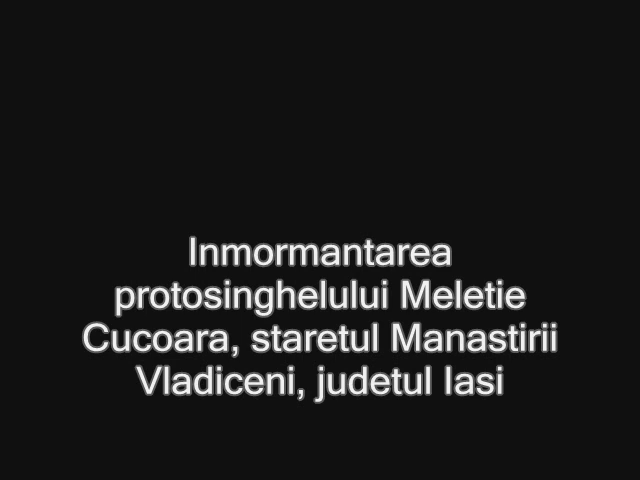 Inmormantarea
protosinghelului Meletie
Cucoara, staretul Manastirii
Vladiceni, judetul Iasi